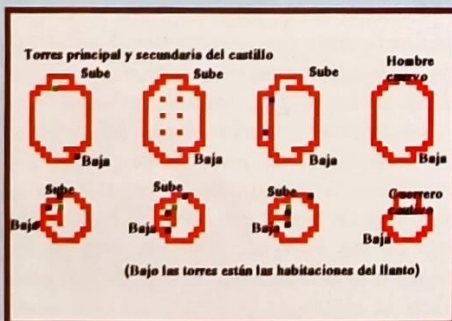 Torres principal y secundaria del castillo
Sube
Sube
Sube
Hombre
cuervo
Baja
Baja
Baja
Baja
Sube
Sube
Sube
Guerrero
Baja
Baja
Baja
Baja
(Bajo las torres están las habitaciones del llanto)